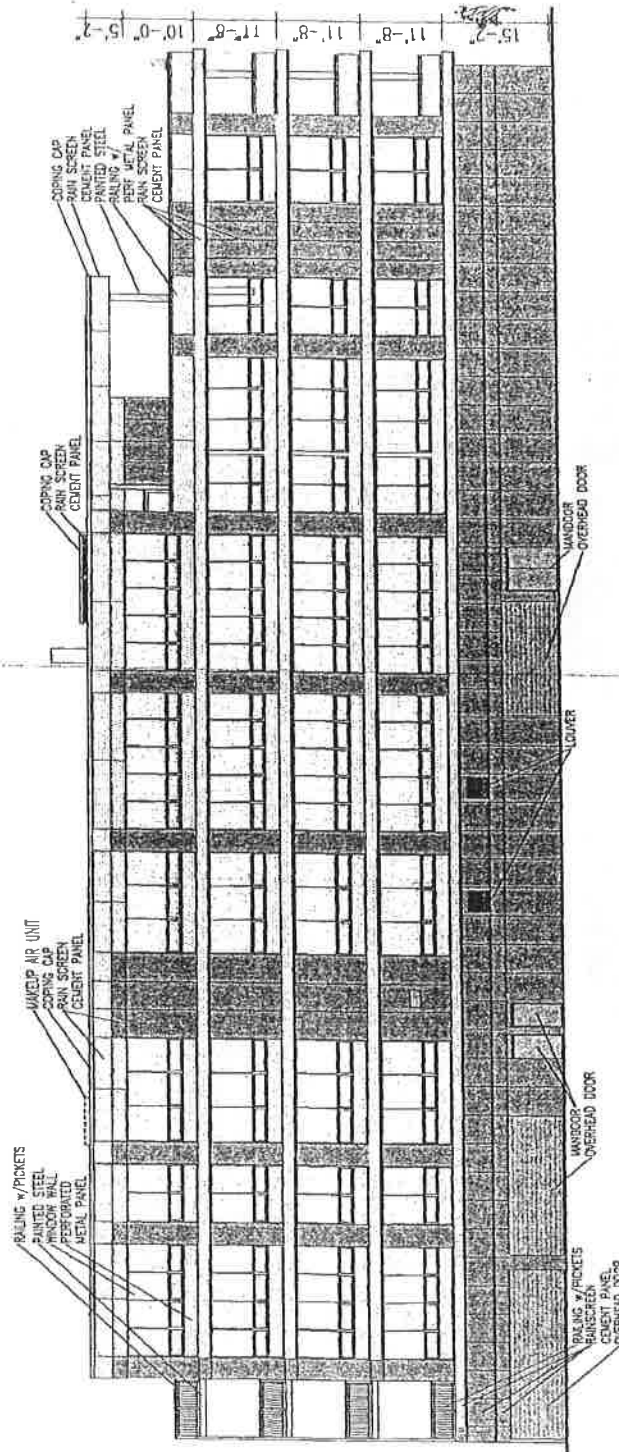 RAILING w/PICKETS
PAINTED STEEL
WINDOW WALL
PERFORATED
METAL PANEL
MAKEUP AIR UNIT
COPING CAP
RAIN SCREEN
CEMENT PANEL
COPING CAP
RAIN SCREEN
CEMENT PANEL
COPING CAP
RAIN SCREEN
CEMENT PANEL
PAINTED STEEL
RAILING w/
PERF METAL PANEL
RAIN SCREEN
CEMENT PANEL
5'-2"
10'-0"
11'-8"
11'-8"
11'-8"
15'-2"
RAILING w/PICKETS
RAINSCREEN
CEMENT PANEL
OVERHEAD DOOR
MANDOOR
OVERHEAD DOOR
LOUVER
MANDOOR
OVERHEAD DOOR